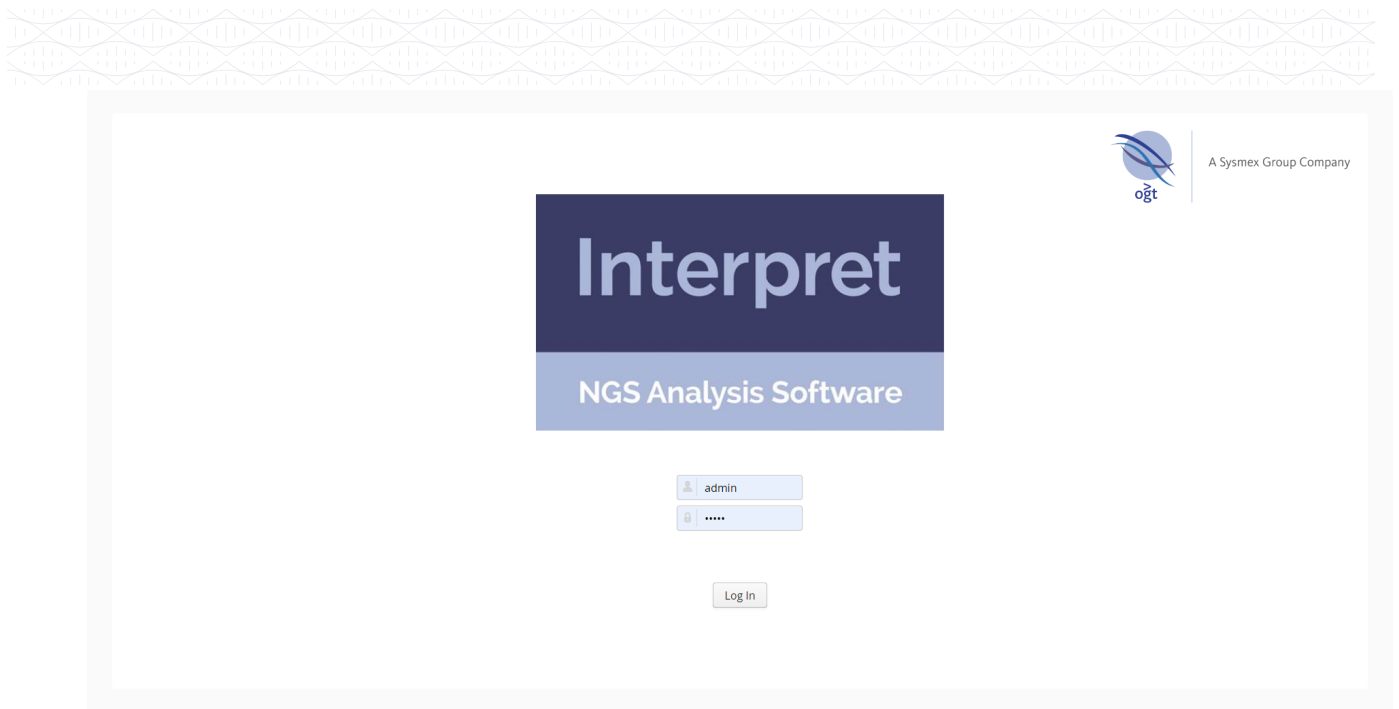 A Sysmex Group Company
ogt
Interpret
NGS Analysis Software
admin
•••••
Log In